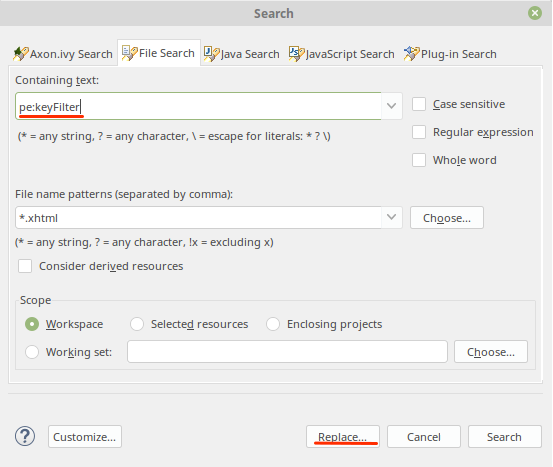 Search
Axon.ivy Search File Search Java Search JavaScript Search Plug-in Search
Containing text:
pe:keyFilter
Case sensitive
(* = any string, ? = any character, \ = escape for literals: * ? \)
Regular expression
Whole word
File name patterns (separated by comma):
*.xhtml
Choose...
(* = any string, ? = any character, !x = excluding x)
Consider derived resources
Scope
Workspace Selected resources Enclosing projects
Working set: Choose...
? Customize... Replace... Cancel Search